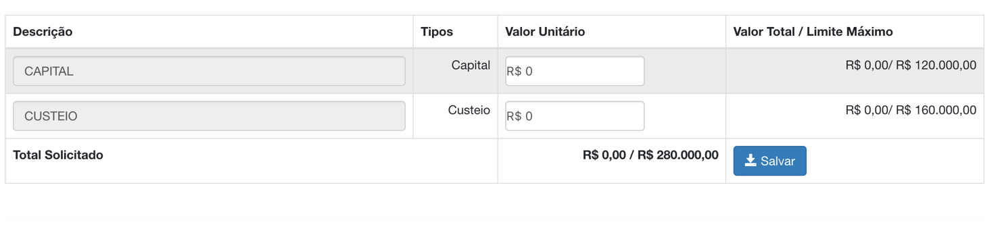 Descrição Tipos Valor Unitário Valor Total / Limite Máximo
CAPITAL Capital R$ 0 R$ 0,00/ R$ 120.000,00
CUSTEIO Custeio R$ 0 R$ 0,00/ R$ 160.000,00
Total Solicitado R$ 0,00 / R$ 280.000,00 Salvar